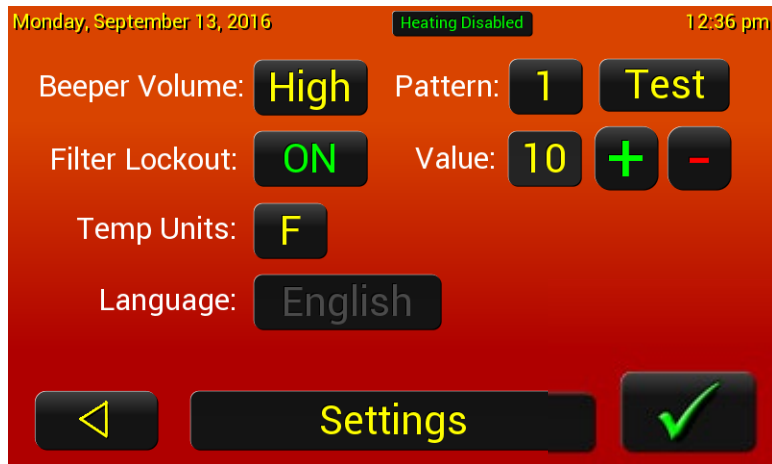 Monday, September 13, 2016 Heating Disabled 12:36 pm
Beeper Volume: High Pattern: 1 Test
Filter Lockout: ON Value: 10 + -
Temp Units: F
Language: English
Settings